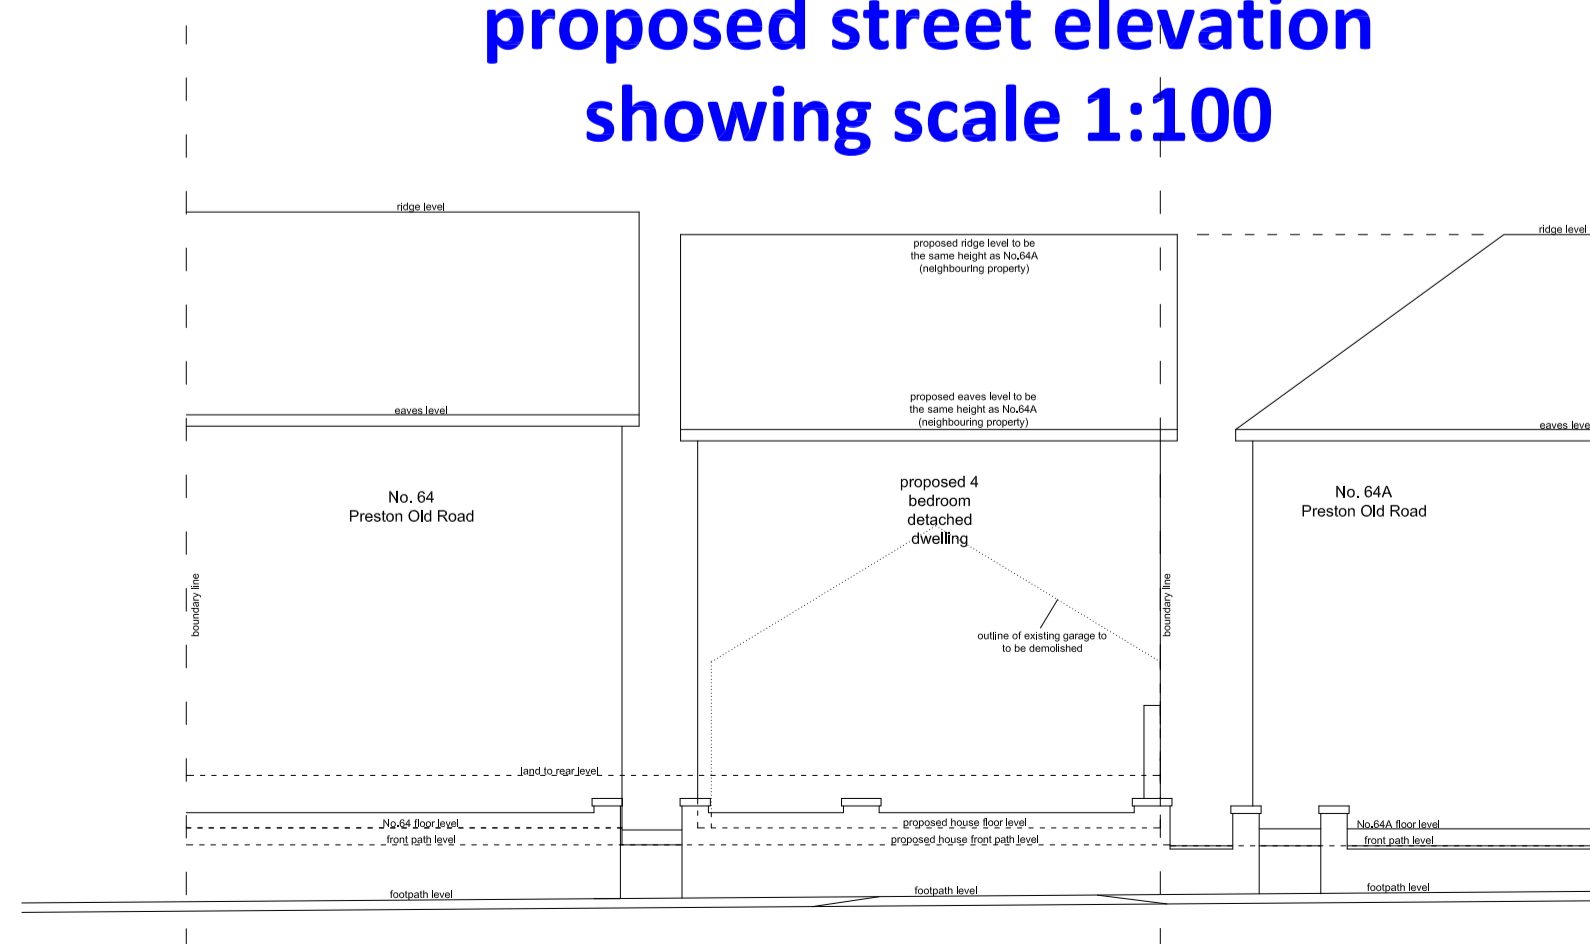 proposed street elevation
showing scale 1:100
ridge level
proposed ridge level to be
the same height as No.64A
(neighbouring property)
ridge level
eaves level
proposed eaves level to be
the same height as No.64A
(neighbouring property)
eaves level
No. 64
Preston Old Road
proposed 4
bedroom
detached
dwelling
No. 64A
Preston Old Road
boundary line
boundary line
outline of existing garage to
to be demolished
land to rear level
No.64 floor level
proposed house floor level
No.64A floor level
front path level
proposed house front path level
front path level
footpath level
footpath level
footpath level